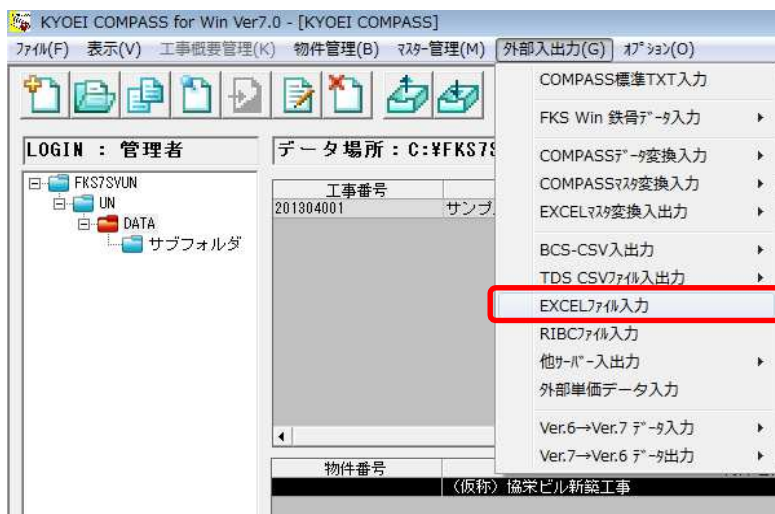 KYOEI COMPASS for Win Ver7.0 - [KYOEI COMPASS]
ﾌｧｲﾙ(F) 表示(V) 工事概要管理(K) 物件管理(B) ﾏｽﾀｰ管理(M) 外部入出力(G) ｵﾌﾟｼｮﾝ(O)
LOGIN : 管理者
データ場所：C:¥FKS7S
FKS7SVUN
UN
DATA
サブフォルダ
工事番号
201304001 サンプ
物件番号
（仮称）協栄ビル新築工事
COMPASS標準TXT入力
FKS Win 鉄骨ﾃﾞｰﾀ入力
COMPASSﾃﾞｰﾀ変換入力
COMPASSﾏｽﾀ変換入力
EXCELﾏｽﾀ変換入出力
BCS-CSV入出力
TDS CSVﾌｧｲﾙ入出力
EXCELﾌｧｲﾙ入力
RIBCﾌｧｲﾙ入力
他ｻｰﾊﾞｰ入出力
外部単価データ入力
Ver.6→Ver.7 ﾃﾞｰﾀ入力
Ver.7→Ver.6 ﾃﾞｰﾀ出力